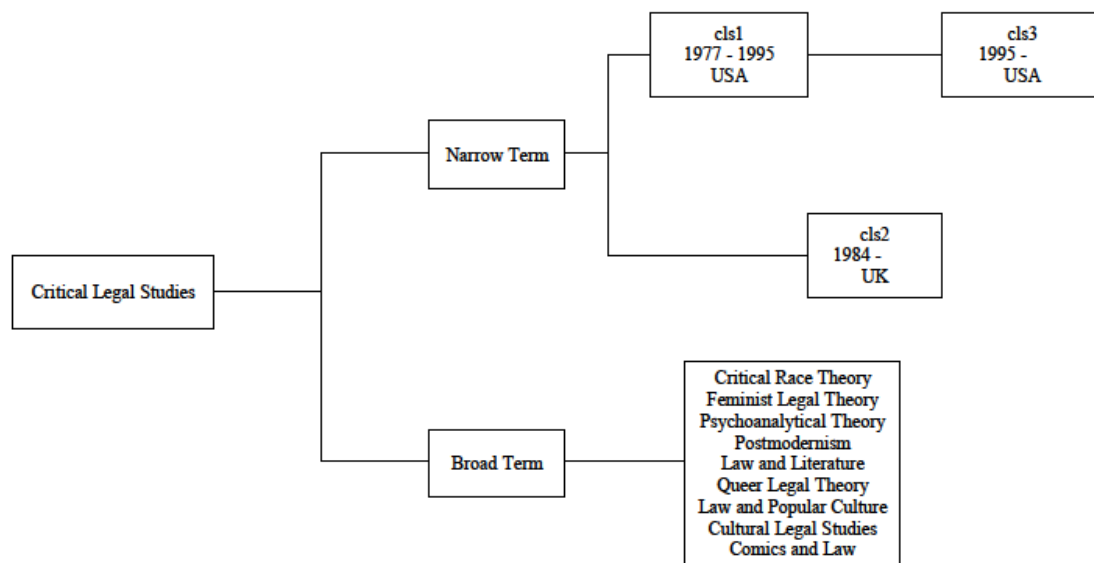 cls1
1977 - 1995
USA
cls3
1995 -
USA
Narrow Term
cls2
1984 -
UK
Critical Legal Studies
Broad Term
Critical Race Theory
Feminist Legal Theory
Psychoanalytical Theory
Postmodernism
Law and Literature
Queer Legal Theory
Law and Popular Culture
Cultural Legal Studies
Comics and Law